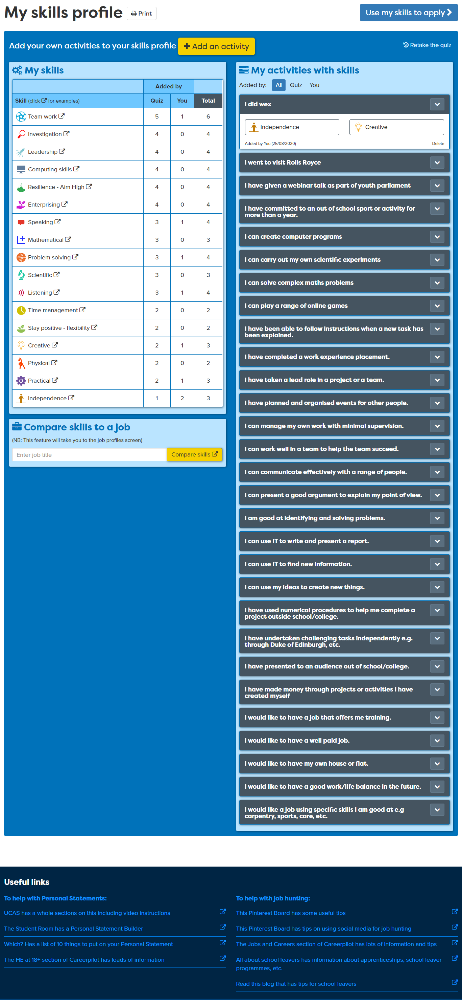 My skills profile Print
Use my skills to apply
Add your own activities to your skills profile + Add an activity
Retake the quiz
My skills
Added by
Skill (click for examples) Quiz You Total
Team work 5 1 6
Investigation 4 0 4
Leadership 4 0 4
Computing skills 4 0 4
Resilience - Aim High 4 0 4
Enterprising 4 0 4
Speaking 3 1 4
Mathematical 3 0 3
Problem solving 3 1 4
Scientific 3 0 3
Listening 3 1 4
Time management 2 0 2
Stay positive - flexibility 2 0 2
Creative 2 1 3
Physical 2 0 2
Practical 2 1 3
Independence 1 2 3
Compare skills to a job
(NB: This feature will take you to the job profiles screen)
Enter job title Compare skills
My activities with skills
Added by: All Quiz You
I did wex
Independence Creative
Added by You (25/08/2020) Delete
I went to visit Rolls Royce
I have given a webinar talk as part of youth parliament
I have committed to an out of school sport or activity for
more than a year.
I can create computer programs
I can carry out my own scientific experiments
I can solve complex maths problems
I can play a range of online games
I have been able to follow instructions when a new task has
been explained.
I have completed a work experience placement.
I have taken a lead role in a project or a team.
I have planned and organised events for other people.
I can manage my own work with minimal supervision.
I can work well in a team to help the team succeed.
I can communicate effectively with a range of people.
I can present a good argument to explain my point of view.
I am good at identifying and solving problems.
I can use IT to write and present a report.
I can use IT to find new information.
I can use my ideas to create new things.
I have used numerical procedures to help me complete a
project outside school/college.
I have undertaken challenging tasks independently e.g.
through Duke of Edinburgh, etc.
I have presented to an audience out of school/college.
I have made money through projects or activities I have
created myself
I would like to have a job that offers me training.
I would like to have a well paid job.
I would like to have my own house or flat.
I would like to have a good work/life balance in the future.
I would like a job using specific skills I am good at e.g
carpentry, sports, care, etc.
Useful links
To help with Personal Statements:
UCAS has a whole sections on this including video instructions
The Student Room has a Personal Statement Builder
Which? Has a list of 10 things to put on your Personal Statement
The HE at 18+ section of Careerpilot has loads of information
To help with job hunting:
This Pinterest Board has some useful tips
This Pinterest Board has tips on using social media for job hunting
The Jobs and Careers section of Careerpilot has lots of information and tips
All about school leavers has information about apprenticeships, school leaver
programmes, etc.
Read this blog that has tips for school leavers